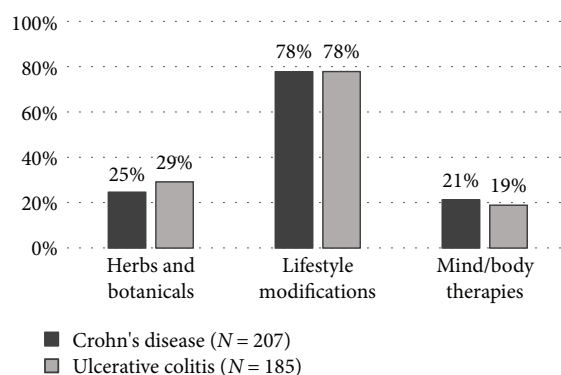 100%
80%
60%
40%
20%
0%
25%
29%
78%
78%
21%
19%
Herbs and
botanicals
Lifestyle
modifications
Mind/body
therapies
Crohn's disease (N = 207)
Ulcerative colitis (N = 185)